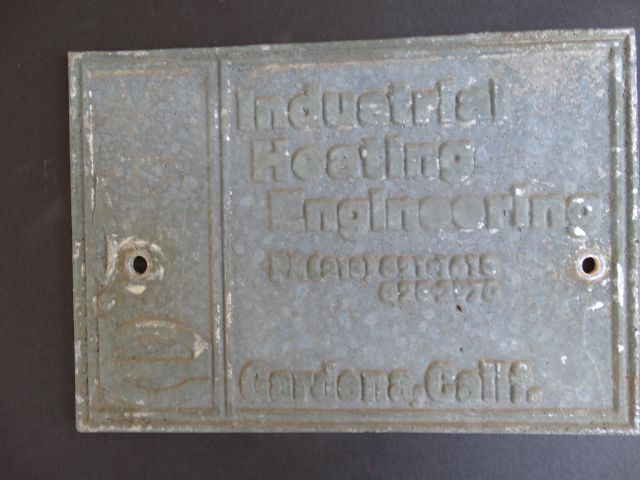 Industrial
Heating
Engineering
PH(213)
Gardena, Calif.